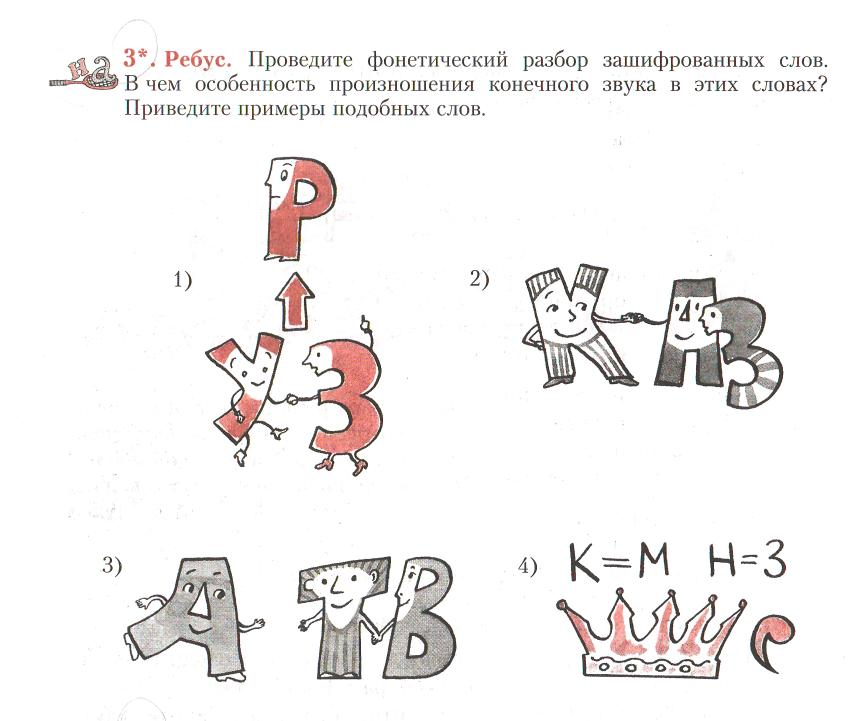 на 3*. Ребус. Проведите фонетический разбор зашифрованных слов.
В чем особенность произношения конечного звука в этих словах?
Приведите примеры подобных слов.
Р
1)
У З
2)
К А З
3)
А Т В
4)
К=М Н=З
,